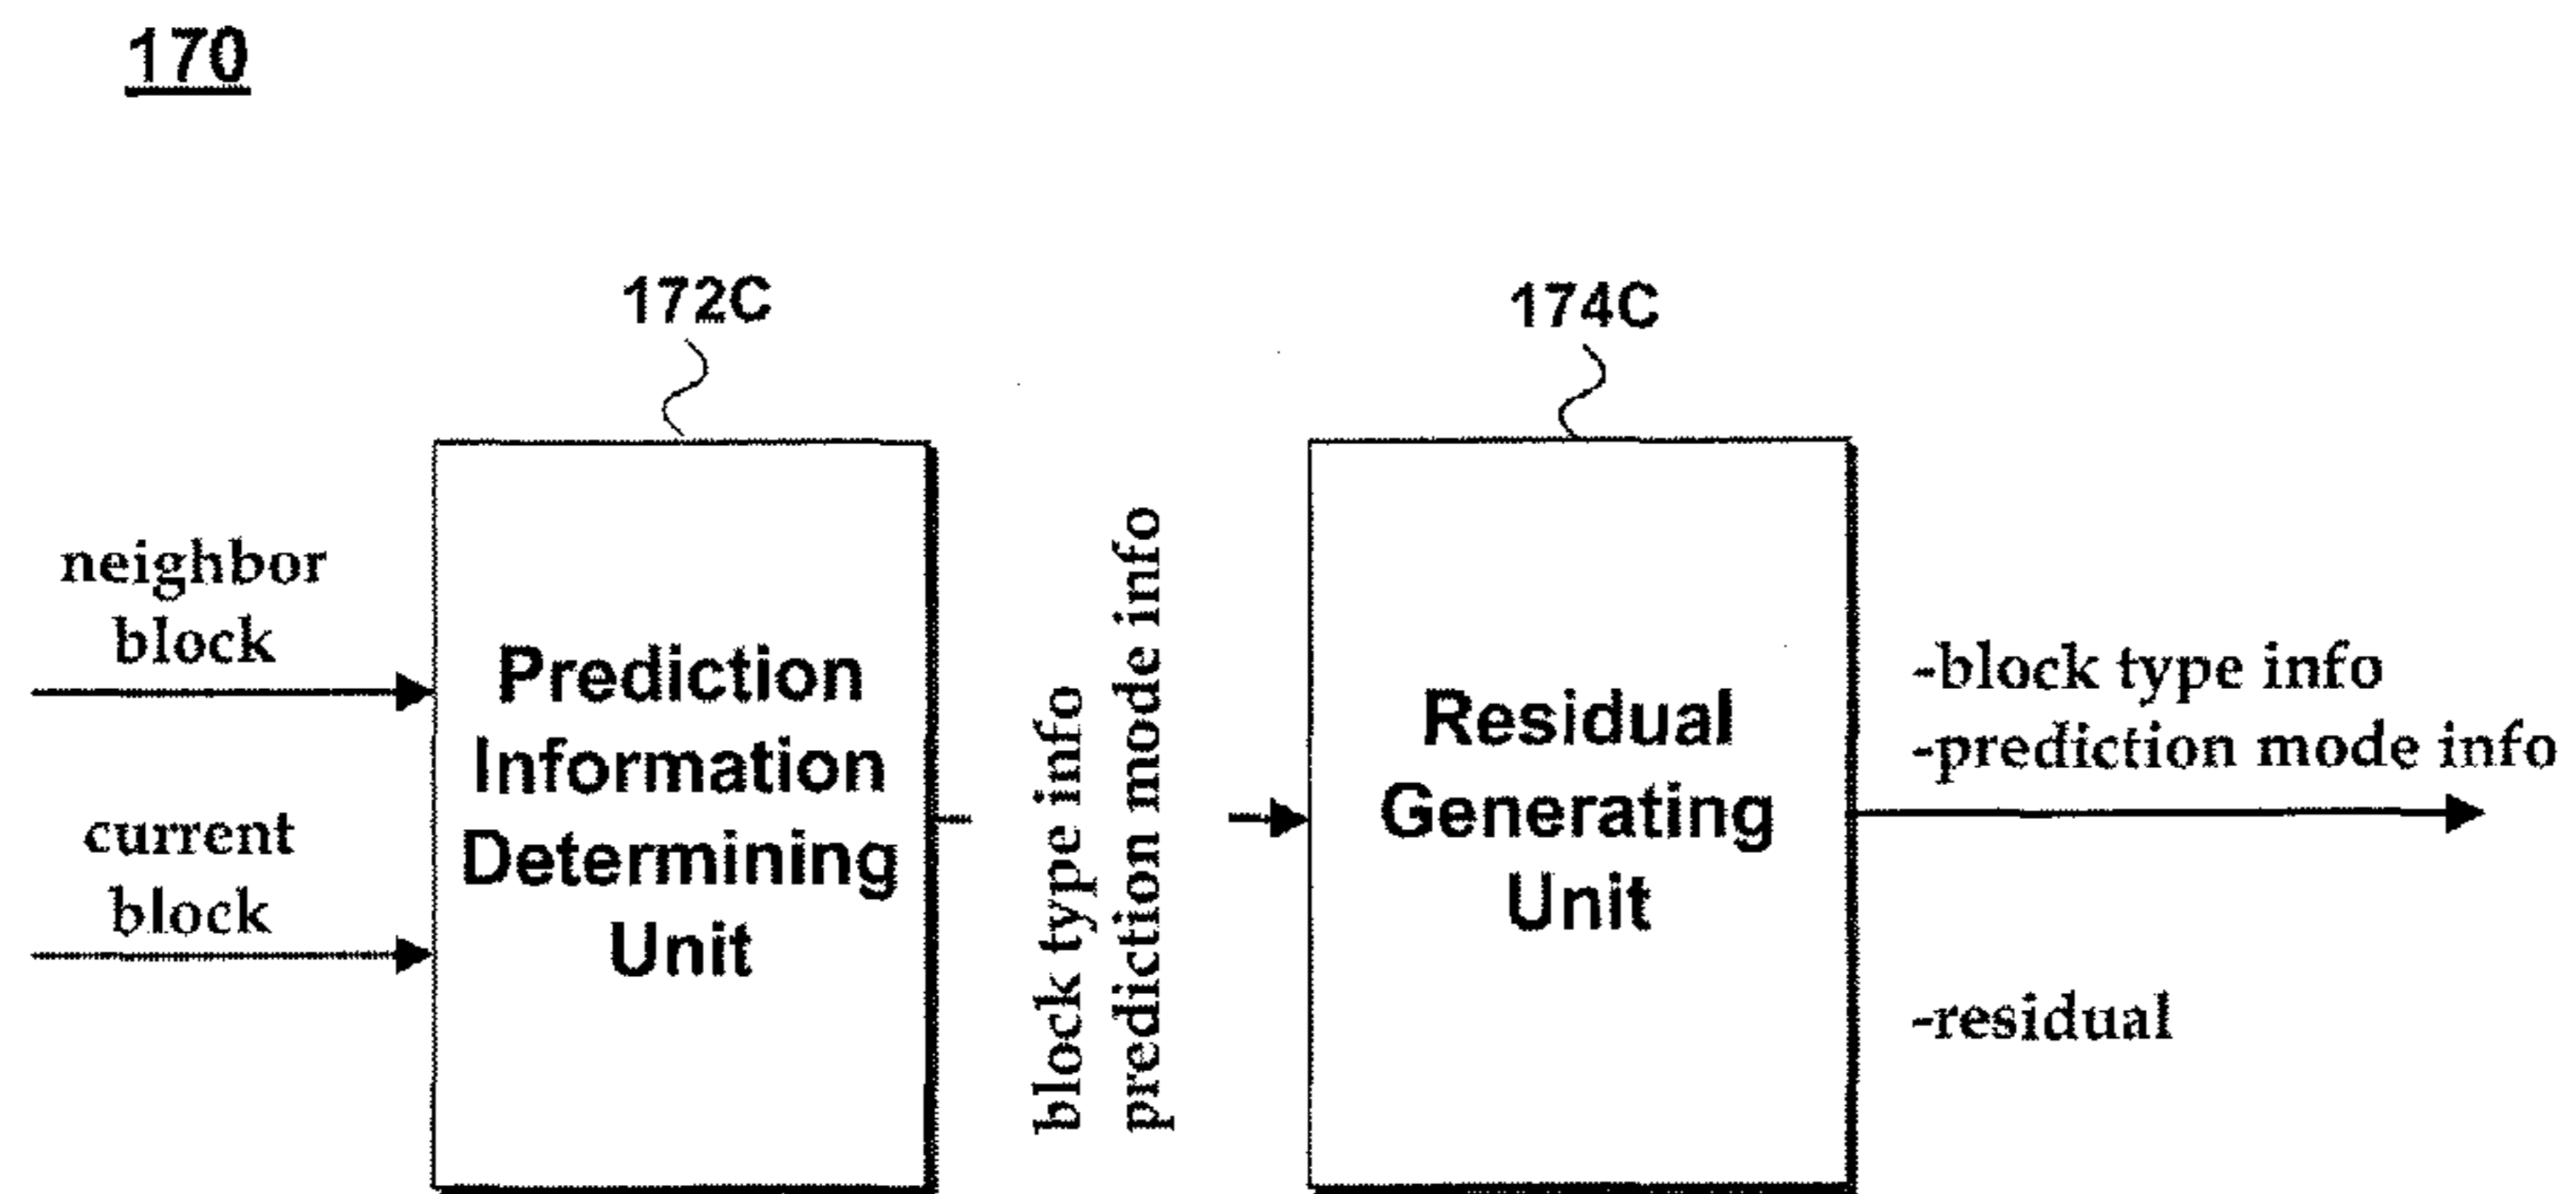 170
172C
174C
neighbor
block
current
block
Prediction
Information
Determining
Unit
block type info
prediction mode info
Residual
Generating
Unit
-block type info
-prediction mode info
-residual